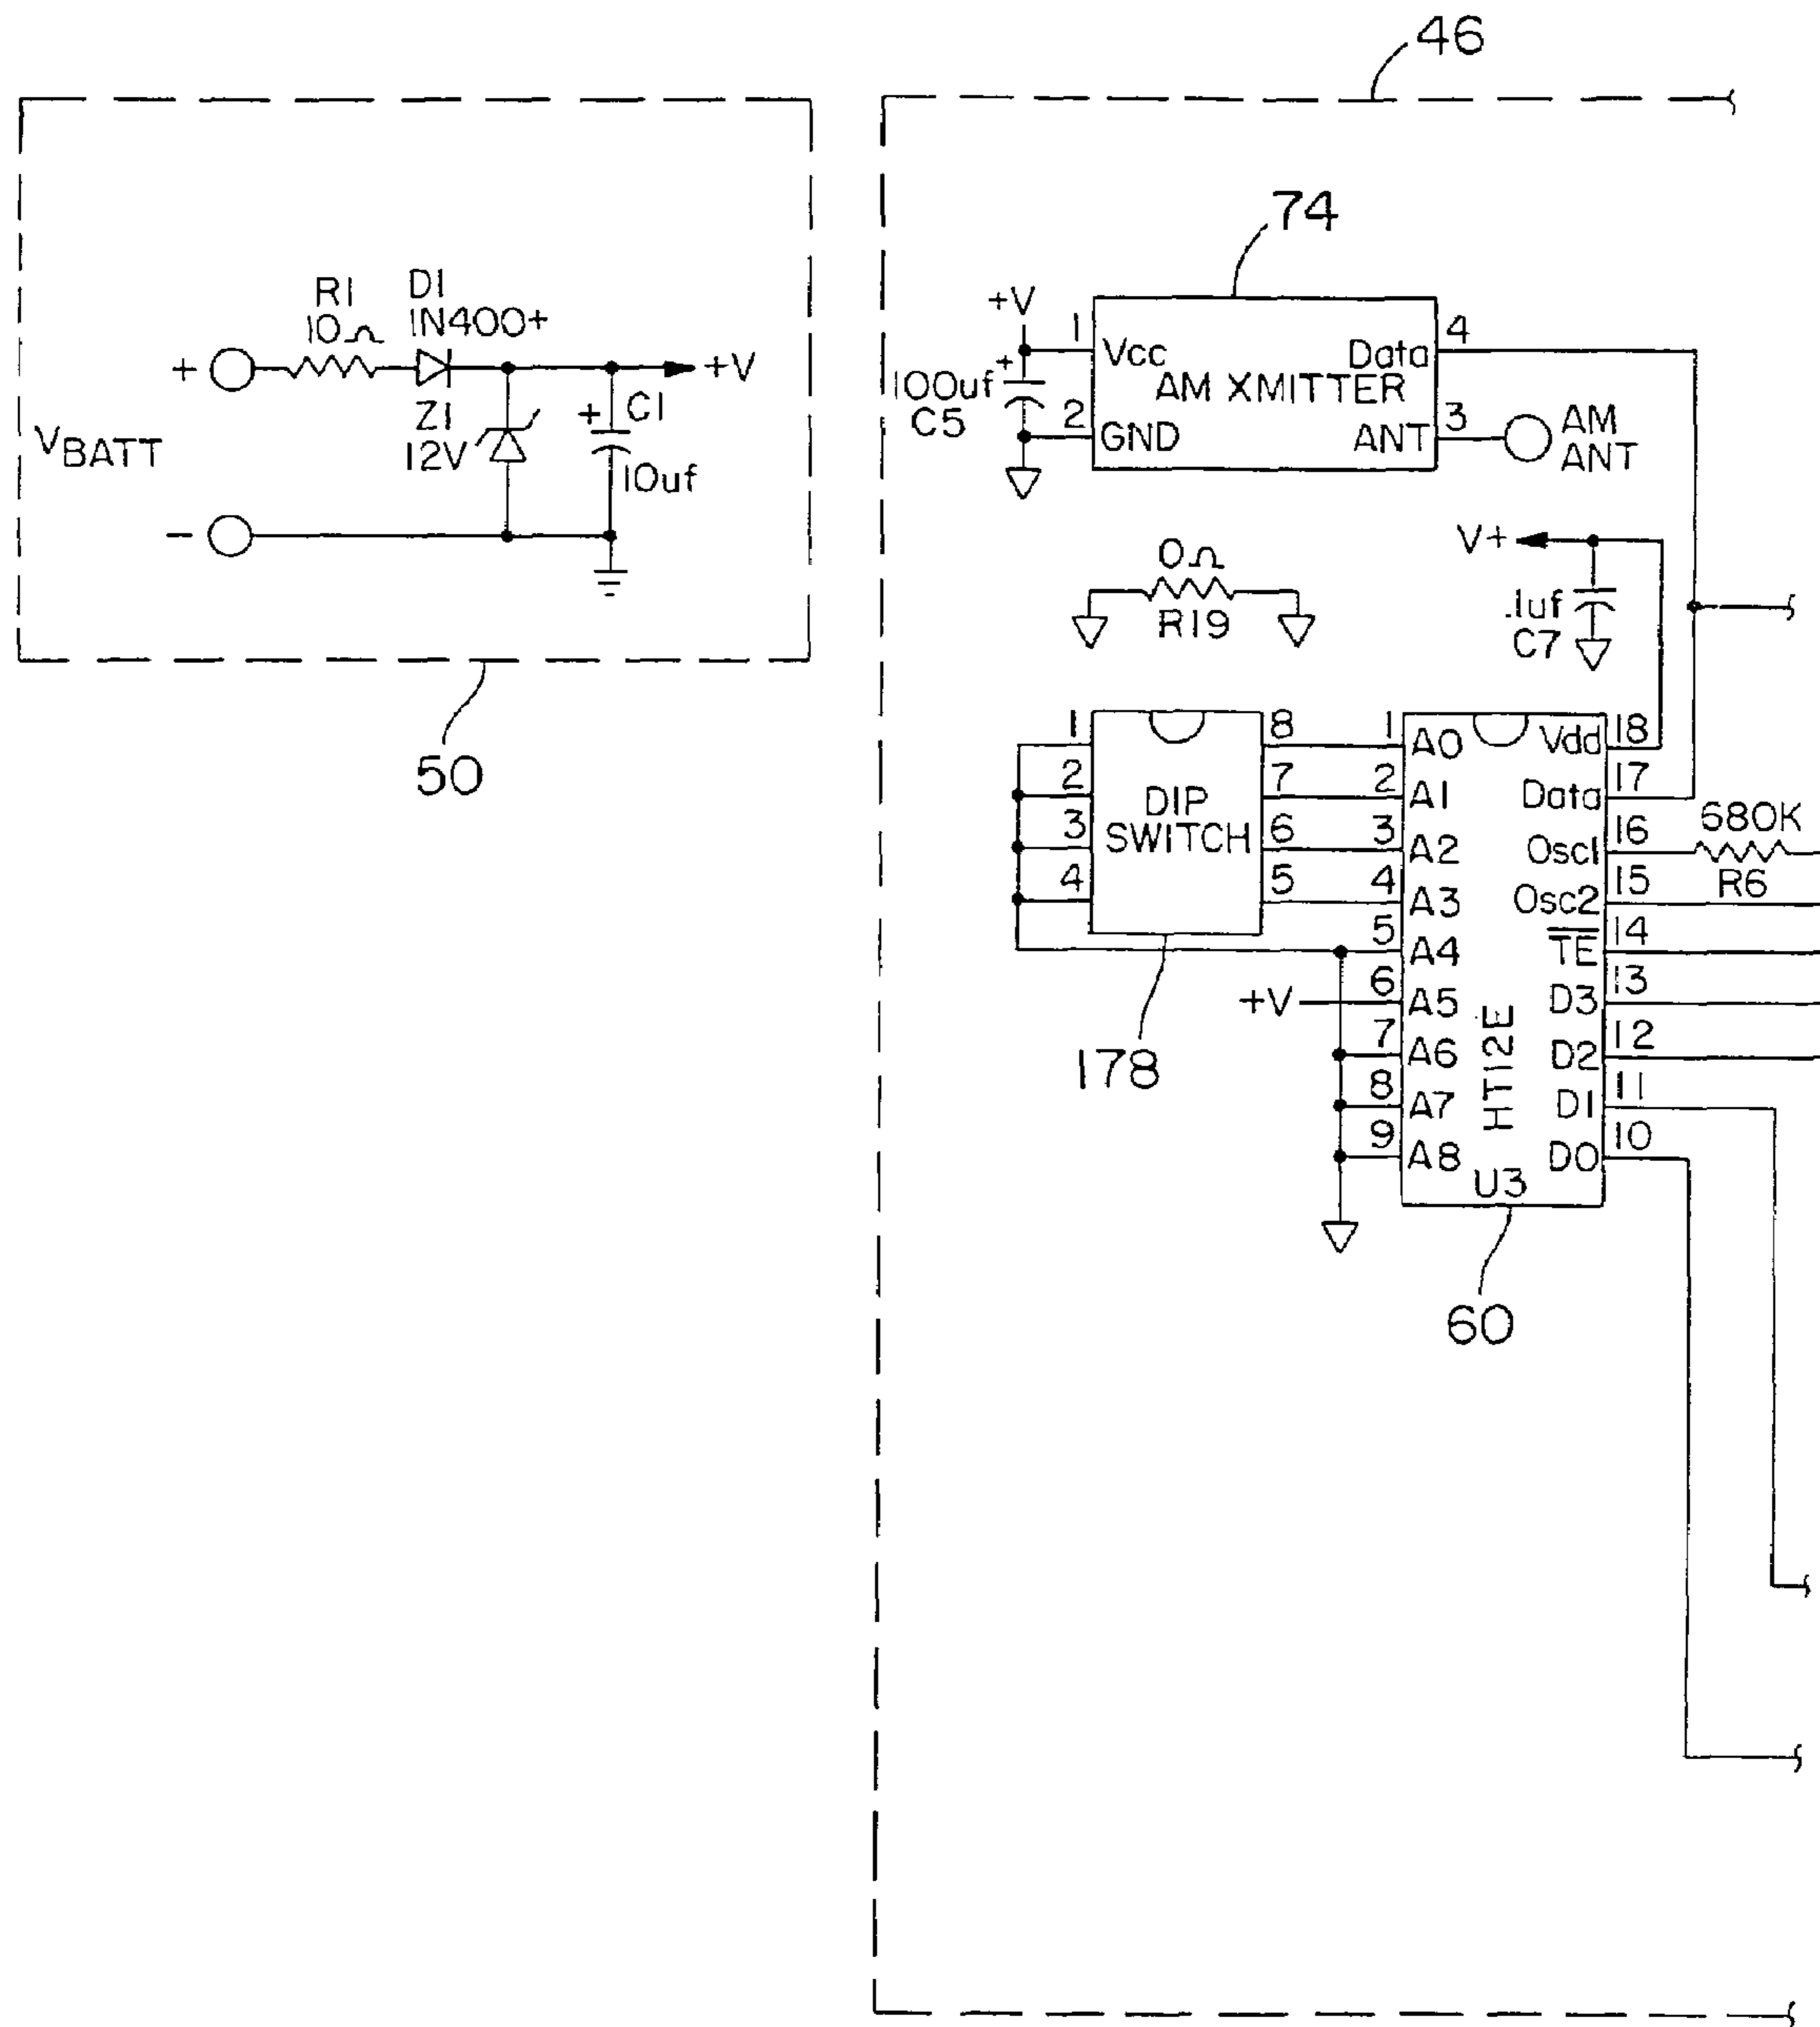 46
74
R1
10Ω
D1
1N400+
+
Z1
12V
+
C1
10uf
+V
VBATT
-
50
+V
+
100uf
C5
1
2
Vcc
GND
AM XMITTER
Data
ANT
4
3
AM
ANT
0Ω
R19
V+
.1uf
C7
1
2
3
4
DIP
SWITCH
8
7
6
5
178
+V
1
2
3
4
5
6
7
8
9
A0
A1
A2
A3
A4
A5
A6
A7
A8
HT12E
U3
Vdd
Data
Osc1
Osc2
TE
D3
D2
D1
D0
18
17
16
15
14
13
12
11
10
680K
R6
60